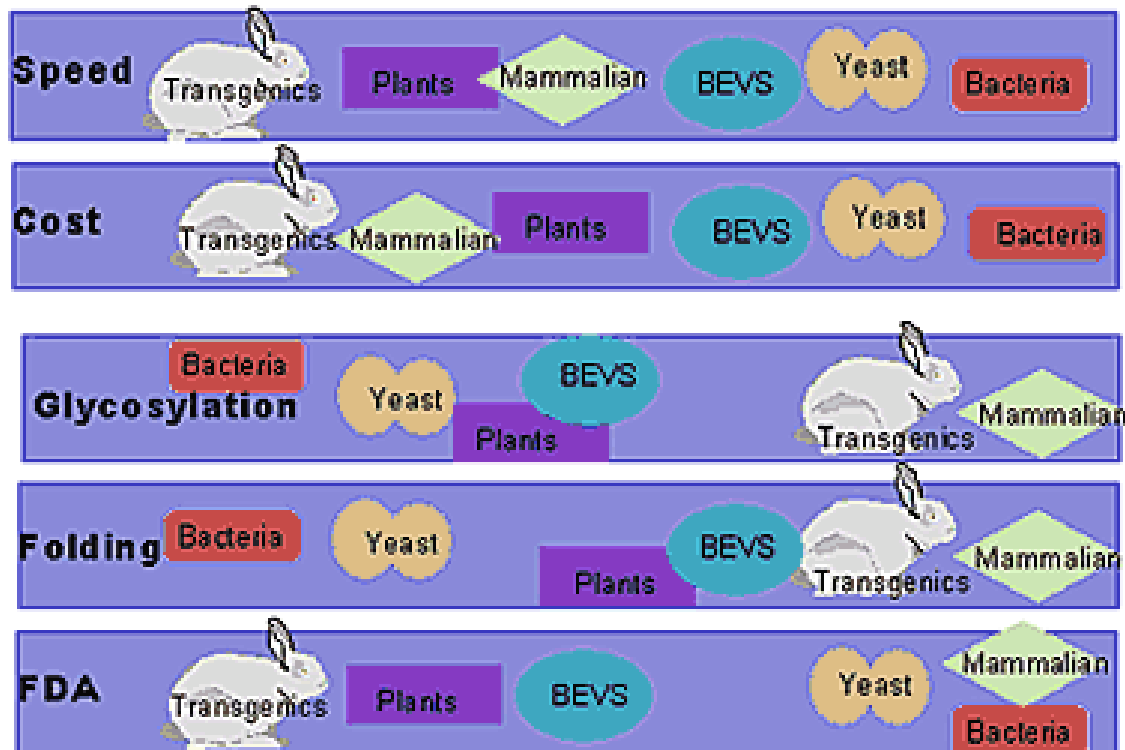 Speed Transgenics Plants Mammalian BEVS Yeast Bacteria
Cost Transgenics Mammalian Plants BEVS Yeast Bacteria
Bacteria Yeast BEVS
Glycosylation Plants Transgenics Mammalian
Folding Bacteria Yeast Plants BEVS Transgenics Mammalian
FDA Transgenics Plants BEVS Yeast Mammalian
Bacteria